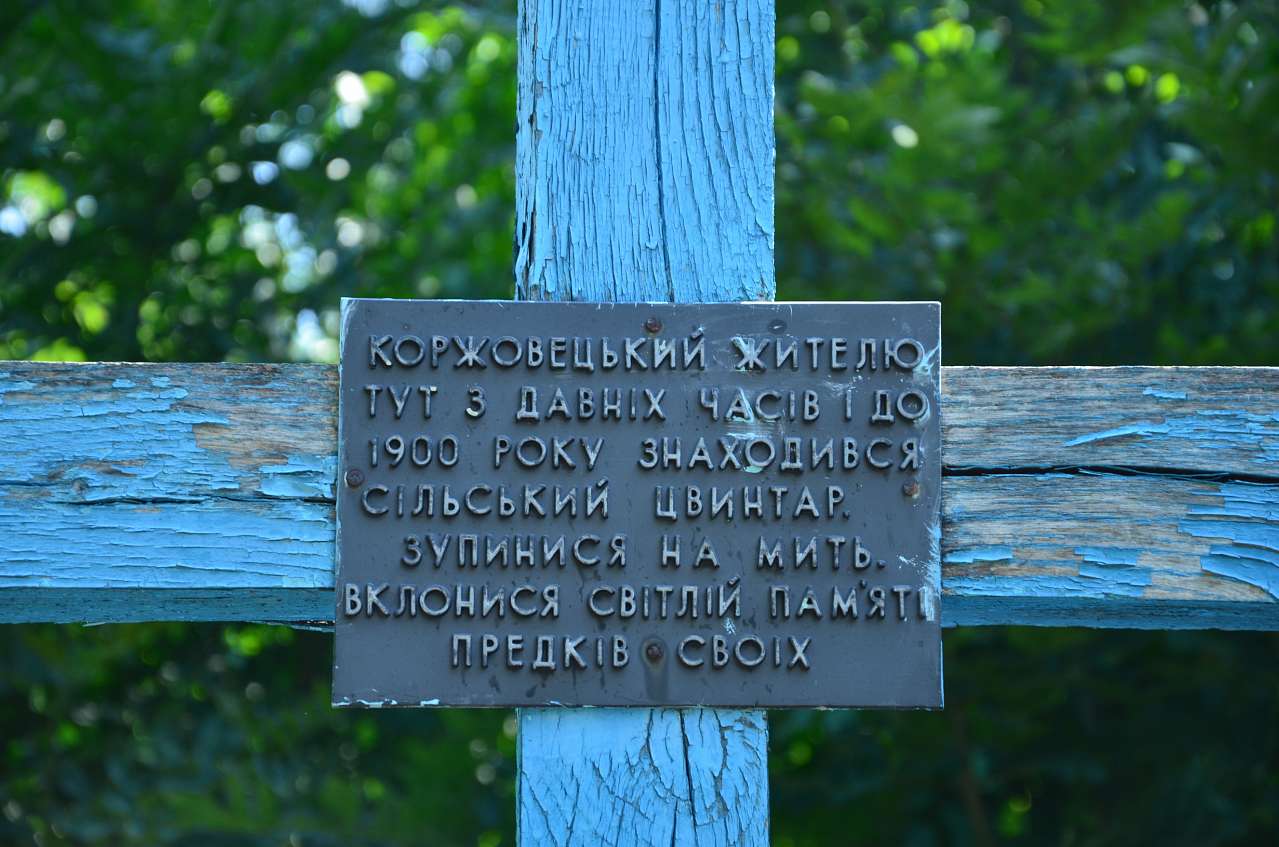 КОРЖОВЕЦЬКИЙ ЖИТЕЛЮ
ТУТ З ДАВНІХ ЧАСІВ І ДО
1900 РОКУ ЗНАХОДИВСЯ
СІЛЬСЬКИЙ ЦВИНТАР.
ЗУПИНИСЯ НА МИТЬ.
ВКЛОНИСЯ СВІТЛІЙ ПАМ'ЯТІ
ПРЕДКІВ СВОЇХ